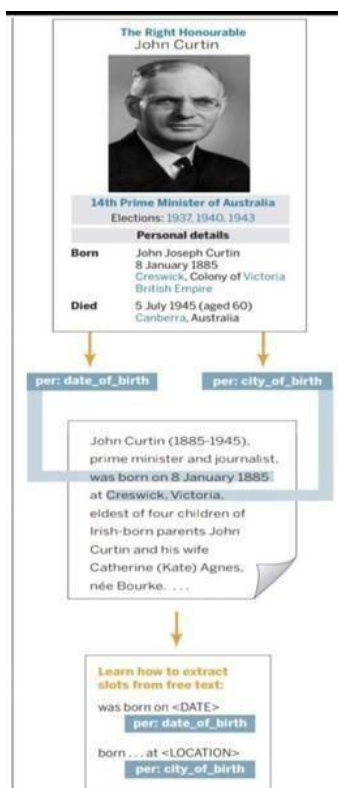 The Right Honourable
John Curtin
14th Prime Minister of Australia
Elections: 1937, 1940, 1943
Personal details
Born John Joseph Curtin
8 January 1885
Creswick, Colony of Victoria
British Empire
Died 5 July 1945 (aged 60)
Canberra, Australia
per: date_of_birth per: city_of_birth
John Curtin (1885-1945),
prime minister and journalist,
was born on 8 January 1885
at Creswick, Victoria,
eldest of four children of
Irish-born parents John
Curtin and his wife
Catherine (Kate) Agnes,
née Bourke. ...
Learn how to extract
slots from free text:
was born on <DATE>
per: date_of_birth
born ... at <LOCATION>
per: city_of_birth